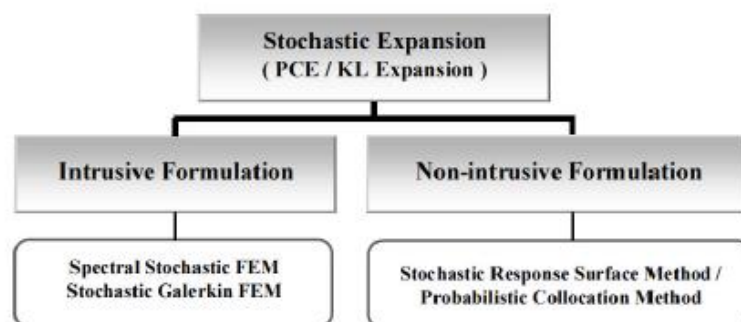 Stochastic Expansion
( PCE / KL Expansion )
Intrusive Formulation
Non-intrusive Formulation
Spectral Stochastic FEM
Stochastic Galerkin FEM
Stochastic Response Surface Method /
Probabilistic Collocation Method